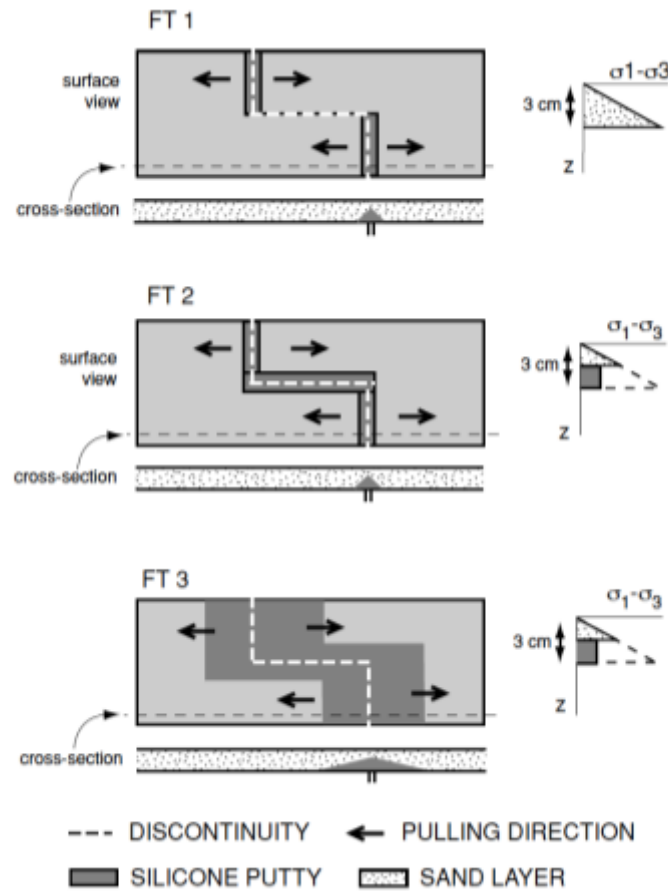 FT 1
surface
view
cross-section
σ1-σ3
3 cm
z
FT 2
surface
view
cross-section
σ₁-σ₃
3 cm
z
FT 3
cross-section
σ₁-σ₃
3 cm
z
DISCONTINUITY
PULLING DIRECTION
SILICONE PUTTY
SAND LAYER